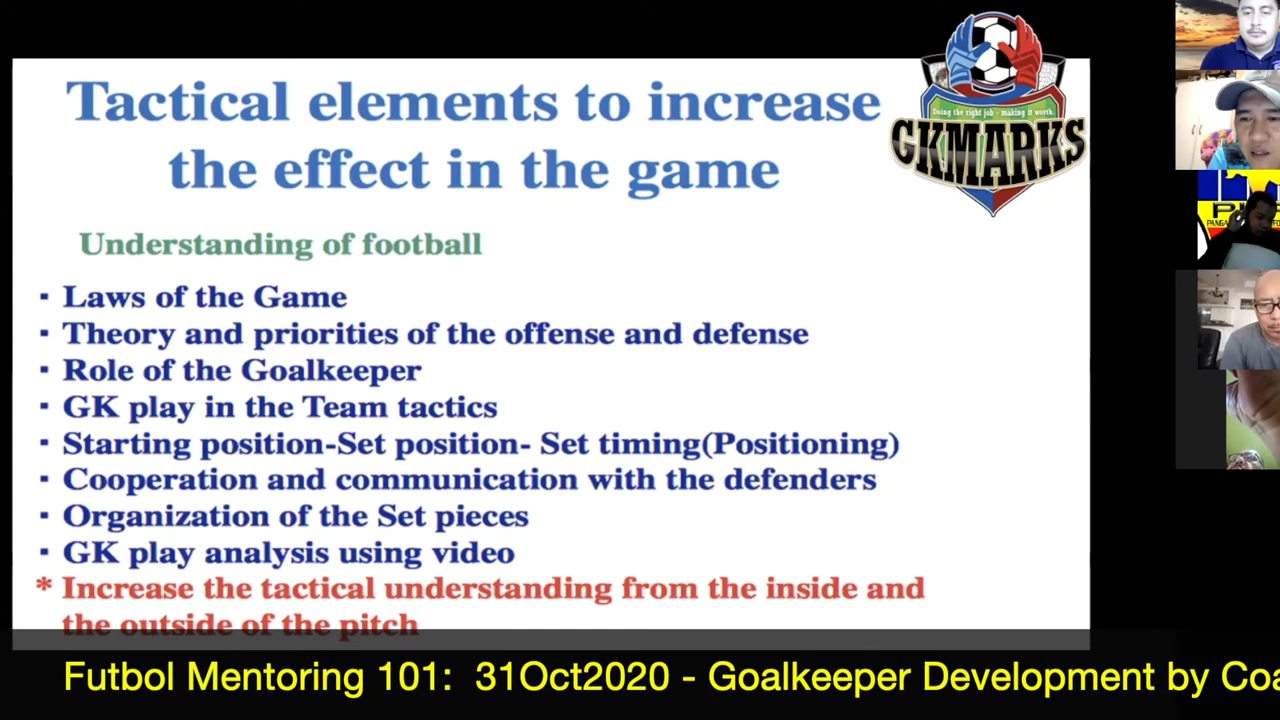 Tactical elements to increase
the effect in the game
Doing the right job - making it worth.
GKMARKS
Understanding of football
▪ Laws of the Game
▪ Theory and priorities of the offense and defense
▪ Role of the Goalkeeper
▪ GK play in the Team tactics
▪ Starting position-Set position- Set timing(Positioning)
▪ Cooperation and communication with the defenders
▪ Organization of the Set pieces
▪ GK play analysis using video
* Increase the tactical understanding from the inside and
the outside of the pitch
Futbol Mentoring 101: 31Oct2020 - Goalkeeper Development by